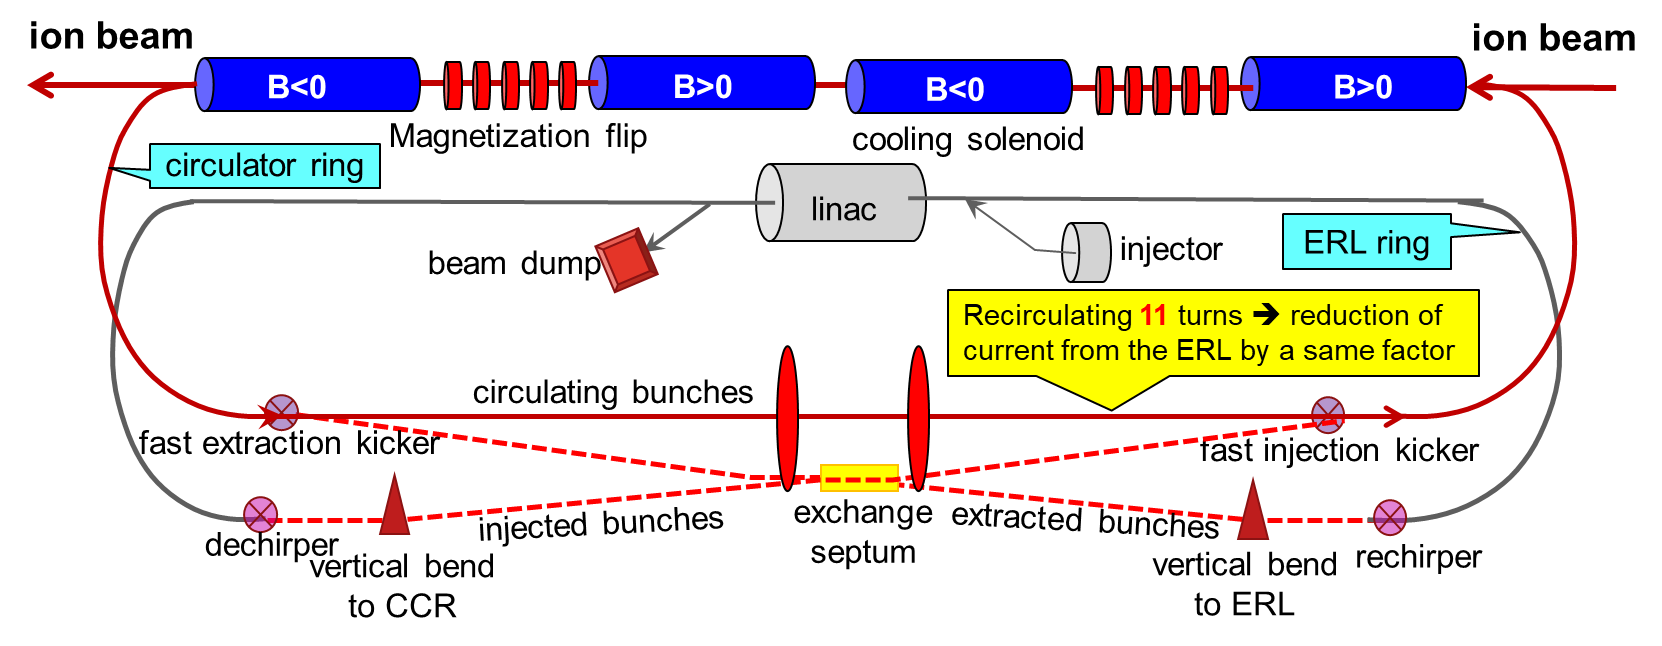 ion beam
ion beam
B<0
B>0
B<0
B>0
Magnetization flip
cooling solenoid
circulator ring
linac
beam dump
injector
ERL ring
Recirculating 11 turns 🡺 reduction of
current from the ERL by a same factor
circulating bunches
fast extraction kicker
fast injection kicker
injected bunches
exchange
septum
extracted bunches
dechirper
vertical bend
to CCR
vertical bend
to ERL
rechirper